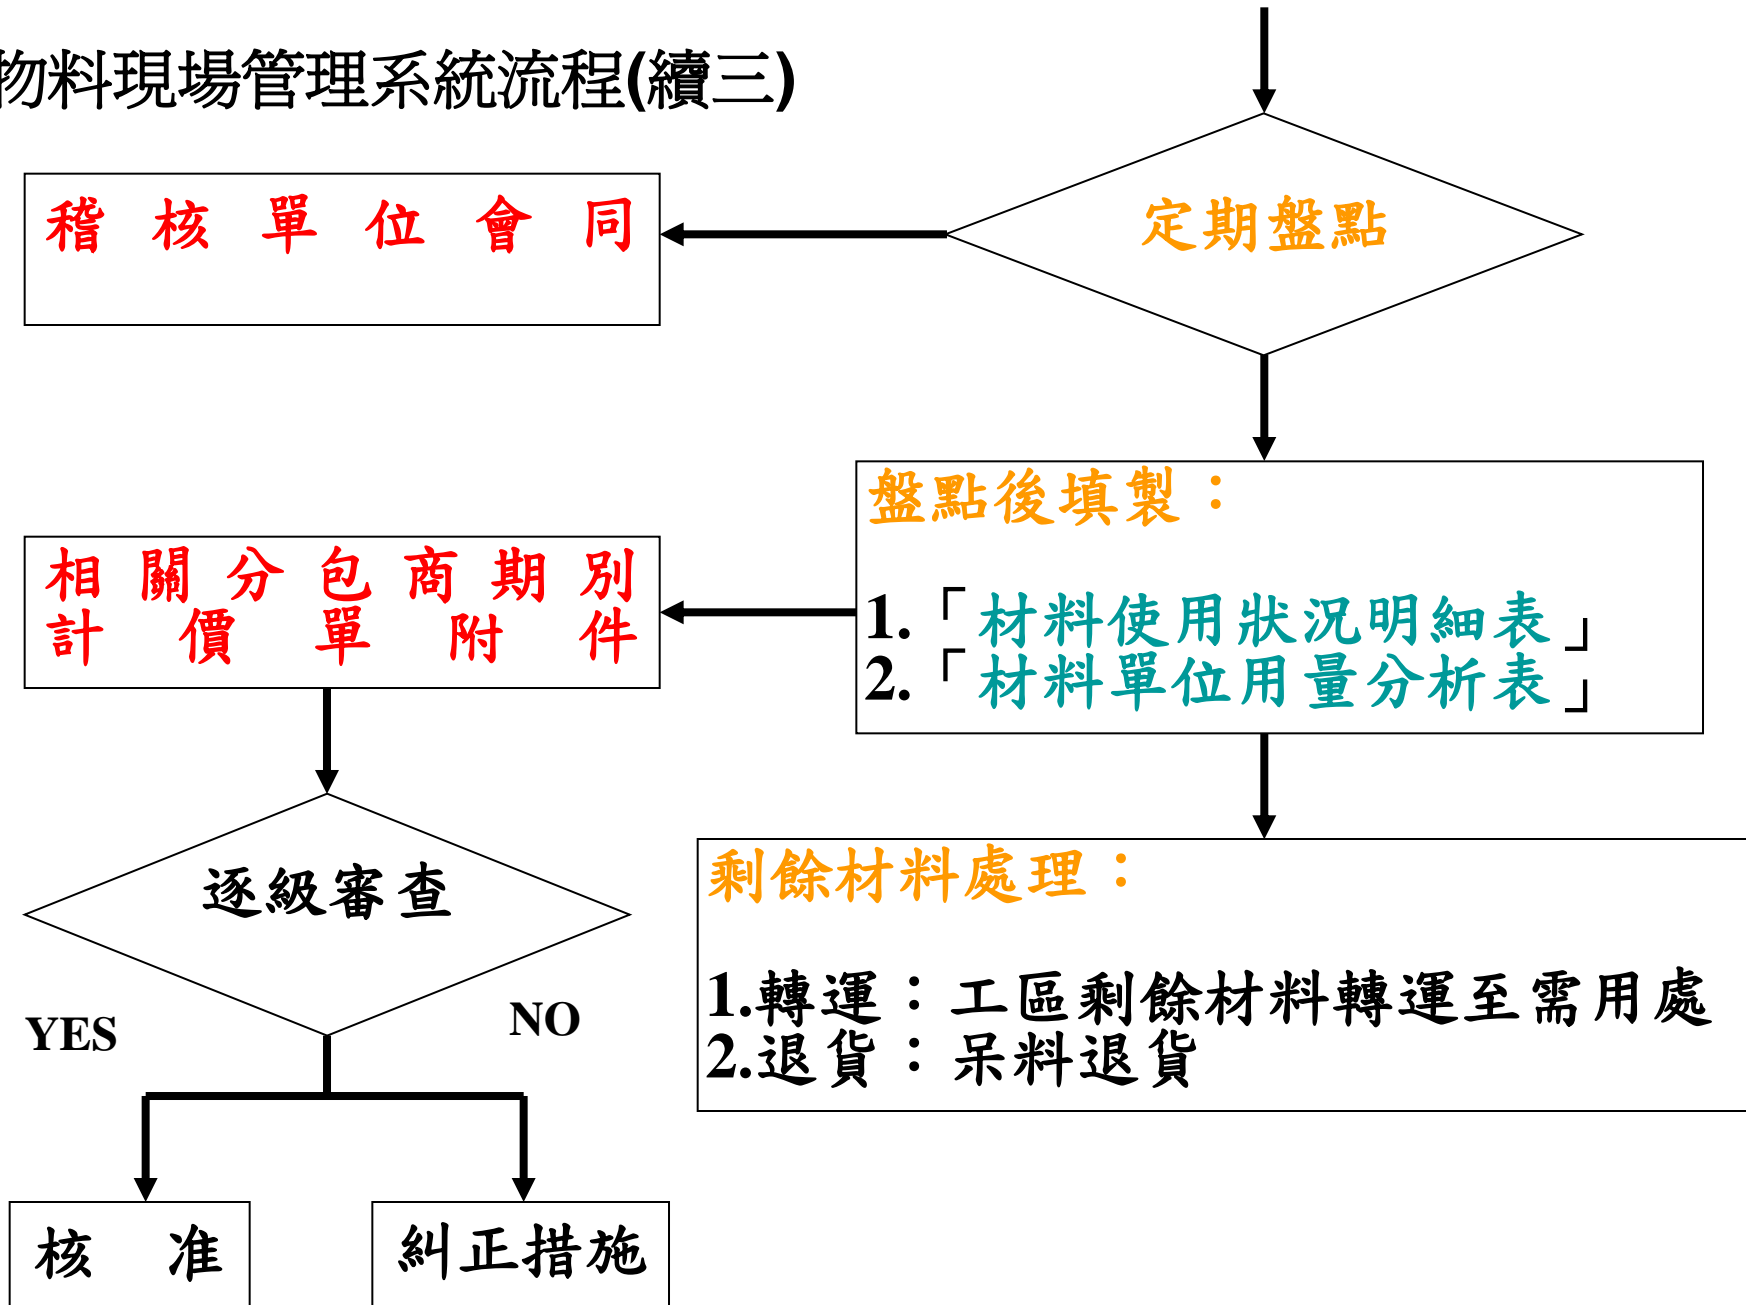 物料現場管理系統流程(續三)
定期盤點
稽核單位會同
盤點後填製：
1.「材料使用狀況明細表」
2.「材料單位用量分析表」
相關分包商期別
計價單附件
剩餘材料處理：
1.轉運：工區剩餘材料轉運至需用處
2.退貨：呆料退貨
逐級審查
YES
NO
核准
糾正措施